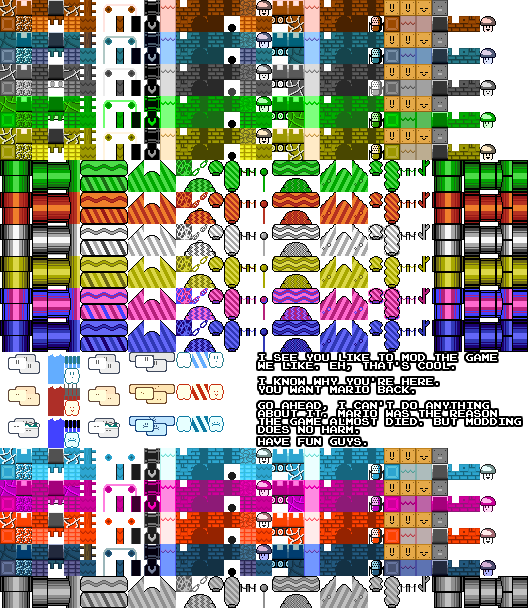 I SEE YOU LIKE TO MOD THE GAME
WE LIKE. EH, THAT'S COOL.
I KNOW WHY YOU'RE HERE.
YOU WANT MARIO BACK.
GO AHEAD, I CAN'T DO ANYTHING
ABOUT IT. MARIO WAS THE REASON
THE GAME ALMOST DIED. BUT MODDING
DOES NO HARM.
HAVE FUN GUYS.